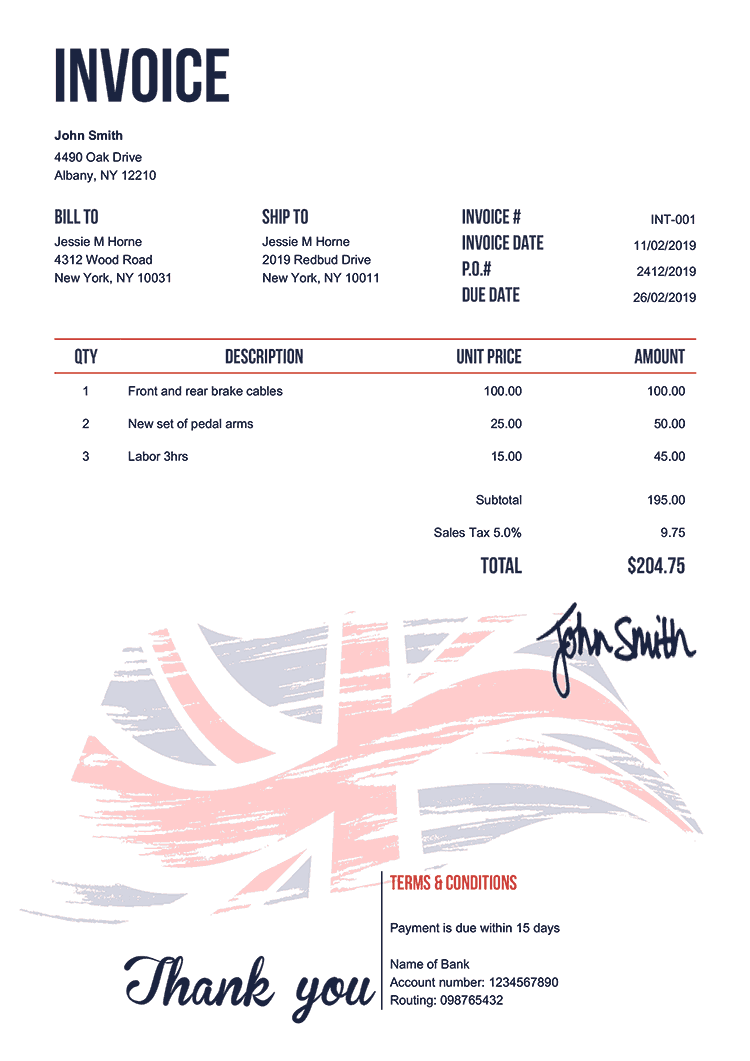 INVOICE
John Smith
4490 Oak Drive
Albany, NY 12210
BILL TO
Jessie M Horne
4312 Wood Road
New York, NY 10031
SHIP TO
Jessie M Horne
2019 Redbud Drive
New York, NY 10011
INVOICE # INT-001
INVOICE DATE 11/02/2019
P.O.# 2412/2019
DUE DATE 26/02/2019
QTY DESCRIPTION UNIT PRICE AMOUNT
1 Front and rear brake cables 100.00 100.00
2 New set of pedal arms 25.00 50.00
3 Labor 3hrs 15.00 45.00
Subtotal 195.00
Sales Tax 5.0% 9.75
TOTAL $204.75
John Smith
Thank you
TERMS & CONDITIONS
Payment is due within 15 days
Name of Bank
Account number: 1234567890
Routing: 098765432